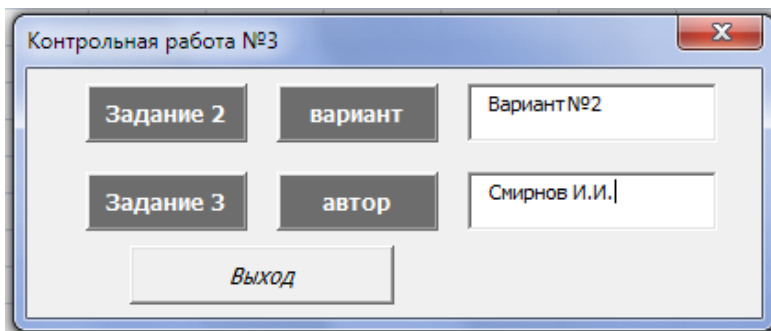 Контрольная работа №3
Задание 2 вариант Вариант №2
Задание 3 автор Смирнов И.И.
Выход